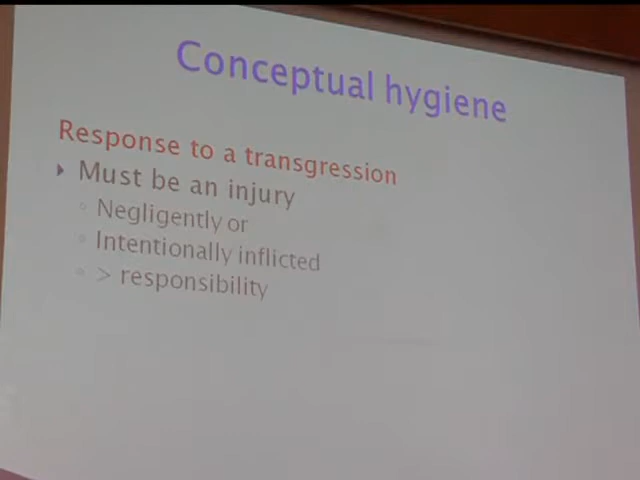 Conceptual hygiene
Response to a transgression
Must be an injury
Negligently or
Intentionally inflicted
> responsibility